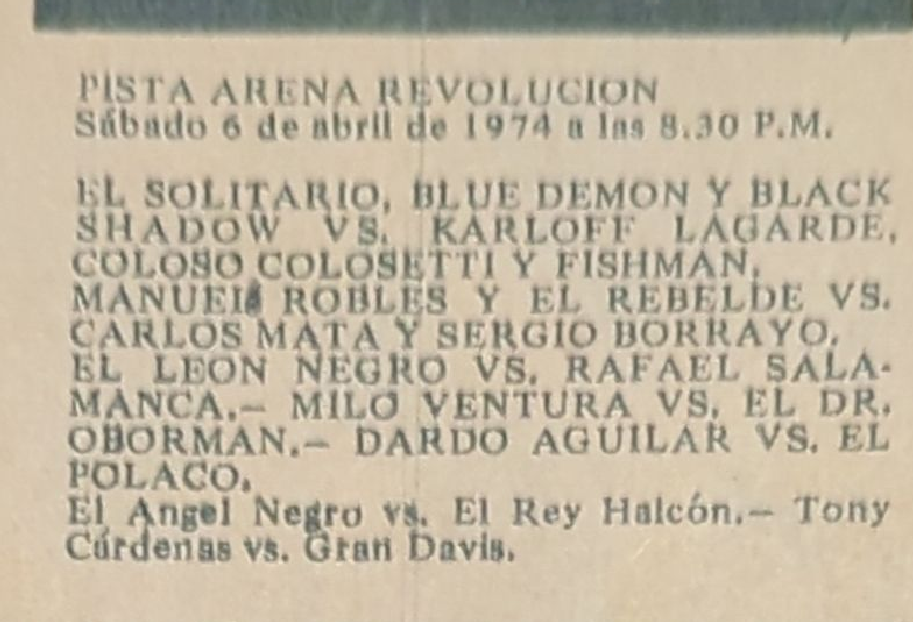 PISTA ARENA REVOLUCION
Sábado 6 de abril de 1974 a las 8.30 P.M.
EL SOLITARIO, BLUE DEMON Y BLACK
SHADOW VS. KARLOFF LAGARDE,
COLOSO COLOSETTI Y FISHMAN.
MANUEL ROBLES Y EL REBELDE VS.
CARLOS MATA Y SERGIO BORRAYO.
EL LEON NEGRO VS. RAFAEL SALA-
MANCA.— MILO VENTURA VS. EL DR.
OBORMAN.— DARDO AGUILAR VS. EL
POLACO.
El Angel Negro vs. El Rey Halcón.— Tony
Cárdenas vs. Gran Davis.